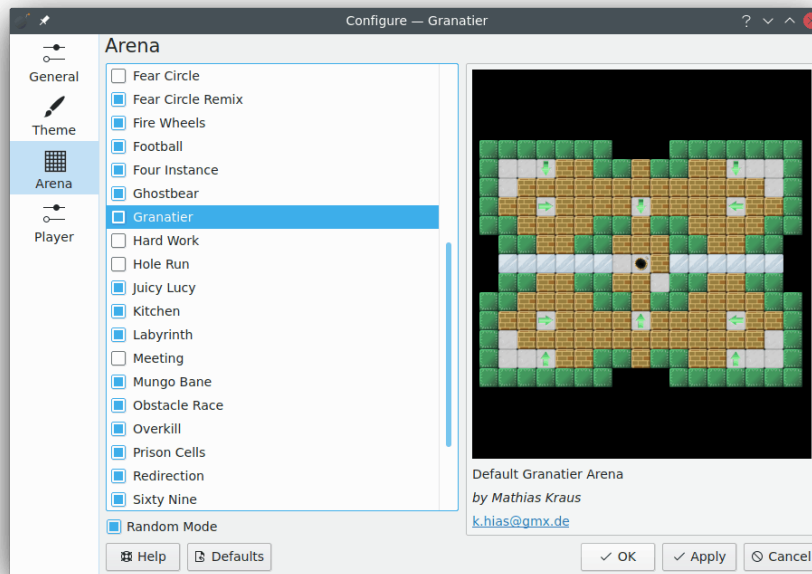 Configure — Granatier
?
General
Theme
Arena
Player
Arena
Fear Circle
Fear Circle Remix
Fire Wheels
Football
Four Instance
Ghostbear
Granatier
Hard Work
Hole Run
Juicy Lucy
Kitchen
Labyrinth
Meeting
Mungo Bane
Obstacle Race
Overkill
Prison Cells
Redirection
Sixty Nine
Random Mode
Default Granatier Arena
by Mathias Kraus
k.hias@gmx.de
Help Defaults OK Apply Cancel